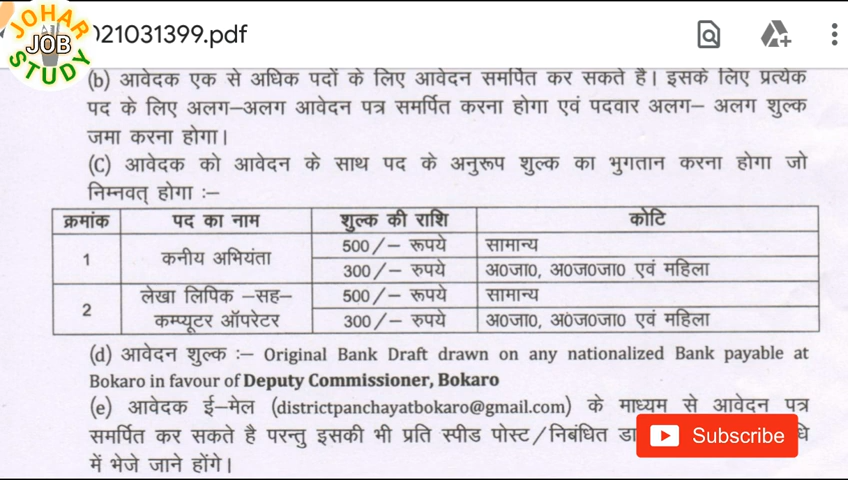 JOHAR
JOB
STUDY
021031399.pdf
(b) आवेदक एक से अधिक पदों के लिए आवेदन समर्पित कर सकते है। इसके लिए प्रत्येक
पद के लिए अलग–अलग आवेदन पत्र समर्पित करना होगा एवं पदवार अलग– अलग शुल्क
जमा करना होगा।
(C) आवेदक को आवेदन के साथ पद के अनुरूप शुल्क का भुगतान करना होगा जो
निम्नवत् होगा :–
क्रमांक पद का नाम शुल्क की राशि कोटि
1 कनीय अभियंता 500/– रूपये सामान्य
300/– रुपये अ0जा0, अ0ज0जा0 एवं महिला
2 लेखा लिपिक –सह– 500/– रूपये सामान्य
कम्प्यूटर ऑपरेटर 300/– रुपये अ0जा0, अ0ज0जा0 एवं महिला
(d) आवेदन शुल्क :– Original Bank Draft drawn on any nationalized Bank payable at
Bokaro in favour of Deputy Commissioner, Bokaro
(e) आवेदक ई–मेल (districtpanchayatbokaro@gmail.com) के माध्यम से आवेदन पत्र
समर्पित कर सकते है परन्तु इसकी भी प्रति स्पीड पोस्ट/निबंधित
Subscribe
में भेजे जाने होंगे।